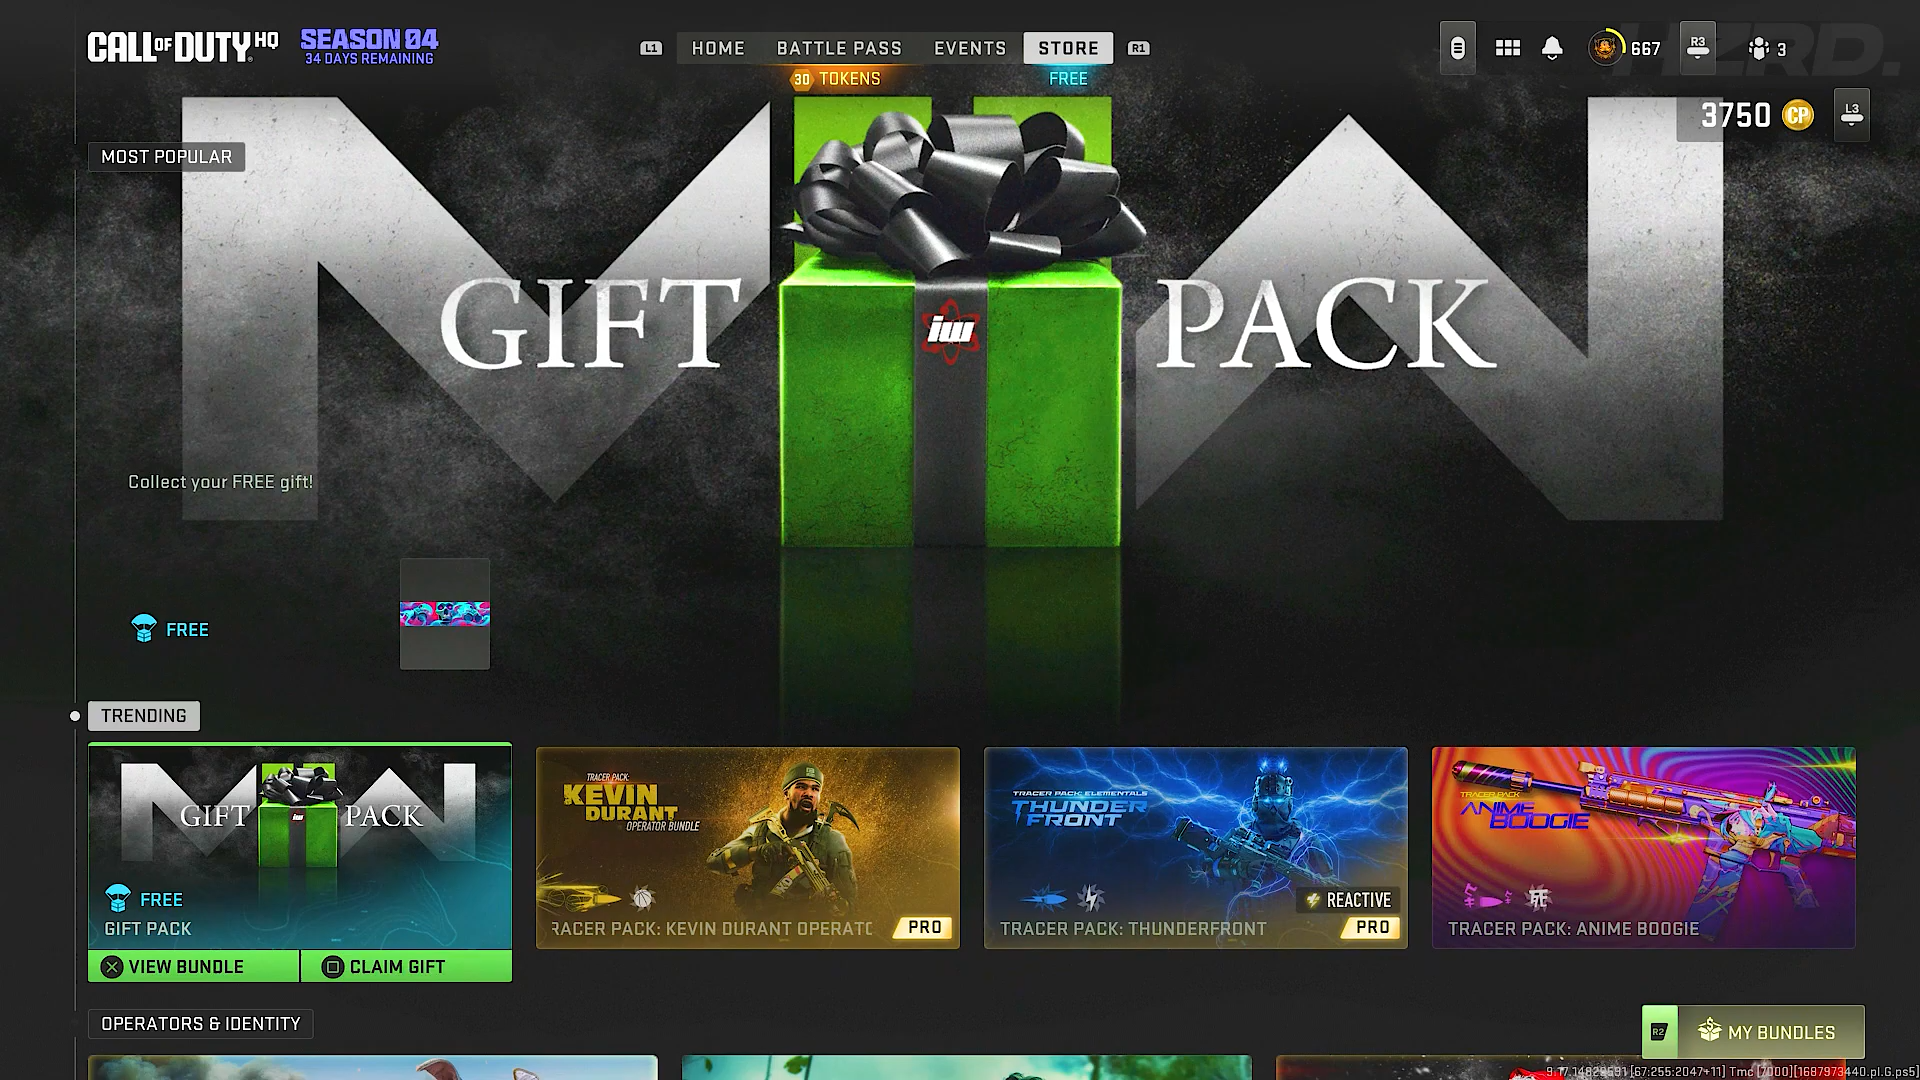 CALL OF DUTY HQ
SEASON 04
34 DAYS REMAINING
L1
HOME
BATTLE PASS
EVENTS
STORE
R1
30 TOKENS
FREE
667
R3
3
HZRD.
3750 CP
L3
MOST POPULAR
GIFT PACK
iw
Collect your FREE gift!
FREE
TRENDING
GIFT PACK
iw
FREE
GIFT PACK
VIEW BUNDLE
CLAIM GIFT
TRACER PACK:
KEVIN
DURANT
OPERATOR BUNDLE
RACER PACK: KEVIN DURANT OPERATO
PRO
TRACER PACK: ELEMENTALS
THUNDER
FRONT
REACTIVE
TRACER PACK: THUNDERFRONT
PRO
TRACER PACK
ANIME
BOOGIE
TRACER PACK: ANIME BOOGIE
OPERATORS & IDENTITY
R2
MY BUNDLES